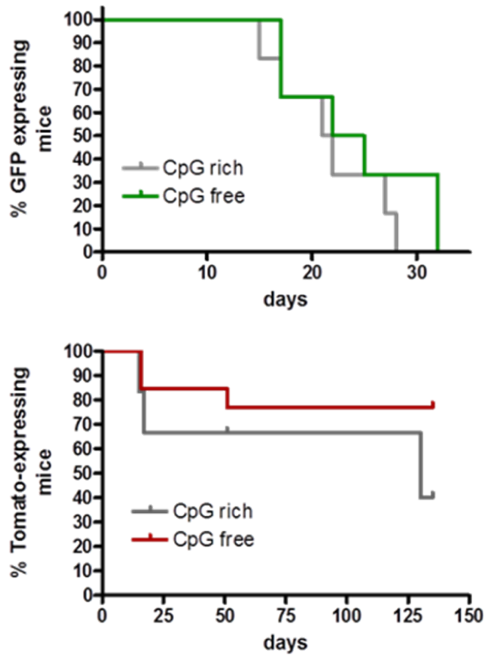 % GFP expressing
mice
100
90
80
70
60
50
40
30
20
10
0
CpG rich
CpG free
0 10 20 30
days
% Tomato-expressing
mice
100
90
80
70
60
50
40
30
20
10
0
CpG rich
CpG free
0 25 50 75 100 125 150
days